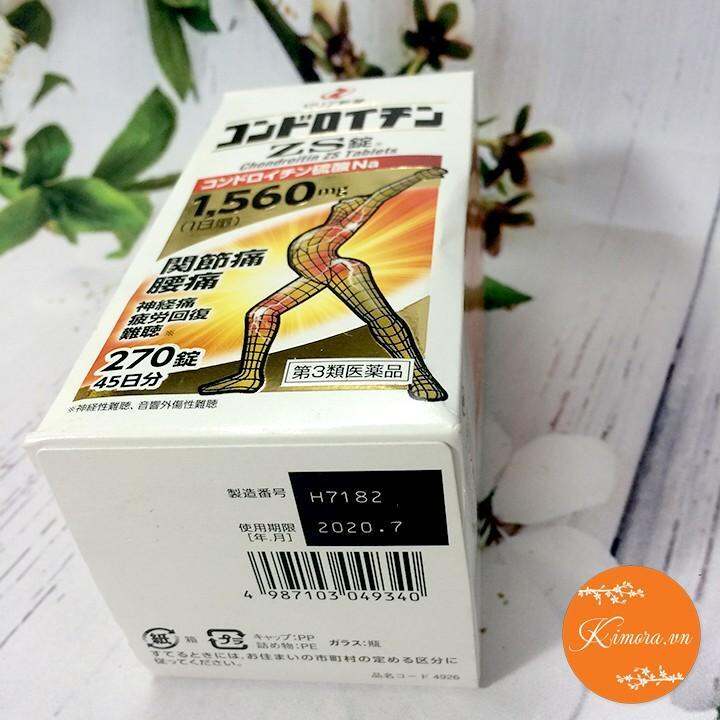 コンドロイチン
ZS錠
Chondroitin ZS Tablets
コンドロイチン硫酸Na
1,560mg
(1日量)
関節痛
腰痛
神経痛
疲労回復
難聴※
270錠
45日分
第3類医薬品
※神経性難聴、音響外傷性難聴
製造番号 H7182
使用期限 2020.7
[年.月]
4 987103 049340
紙 箱 プラ キャップ:PP ガラス:瓶
詰め物:PE
すてるときには、お住まいの市町村の定める区分に
従ってください。
品名コード 4926
Kimora.vn